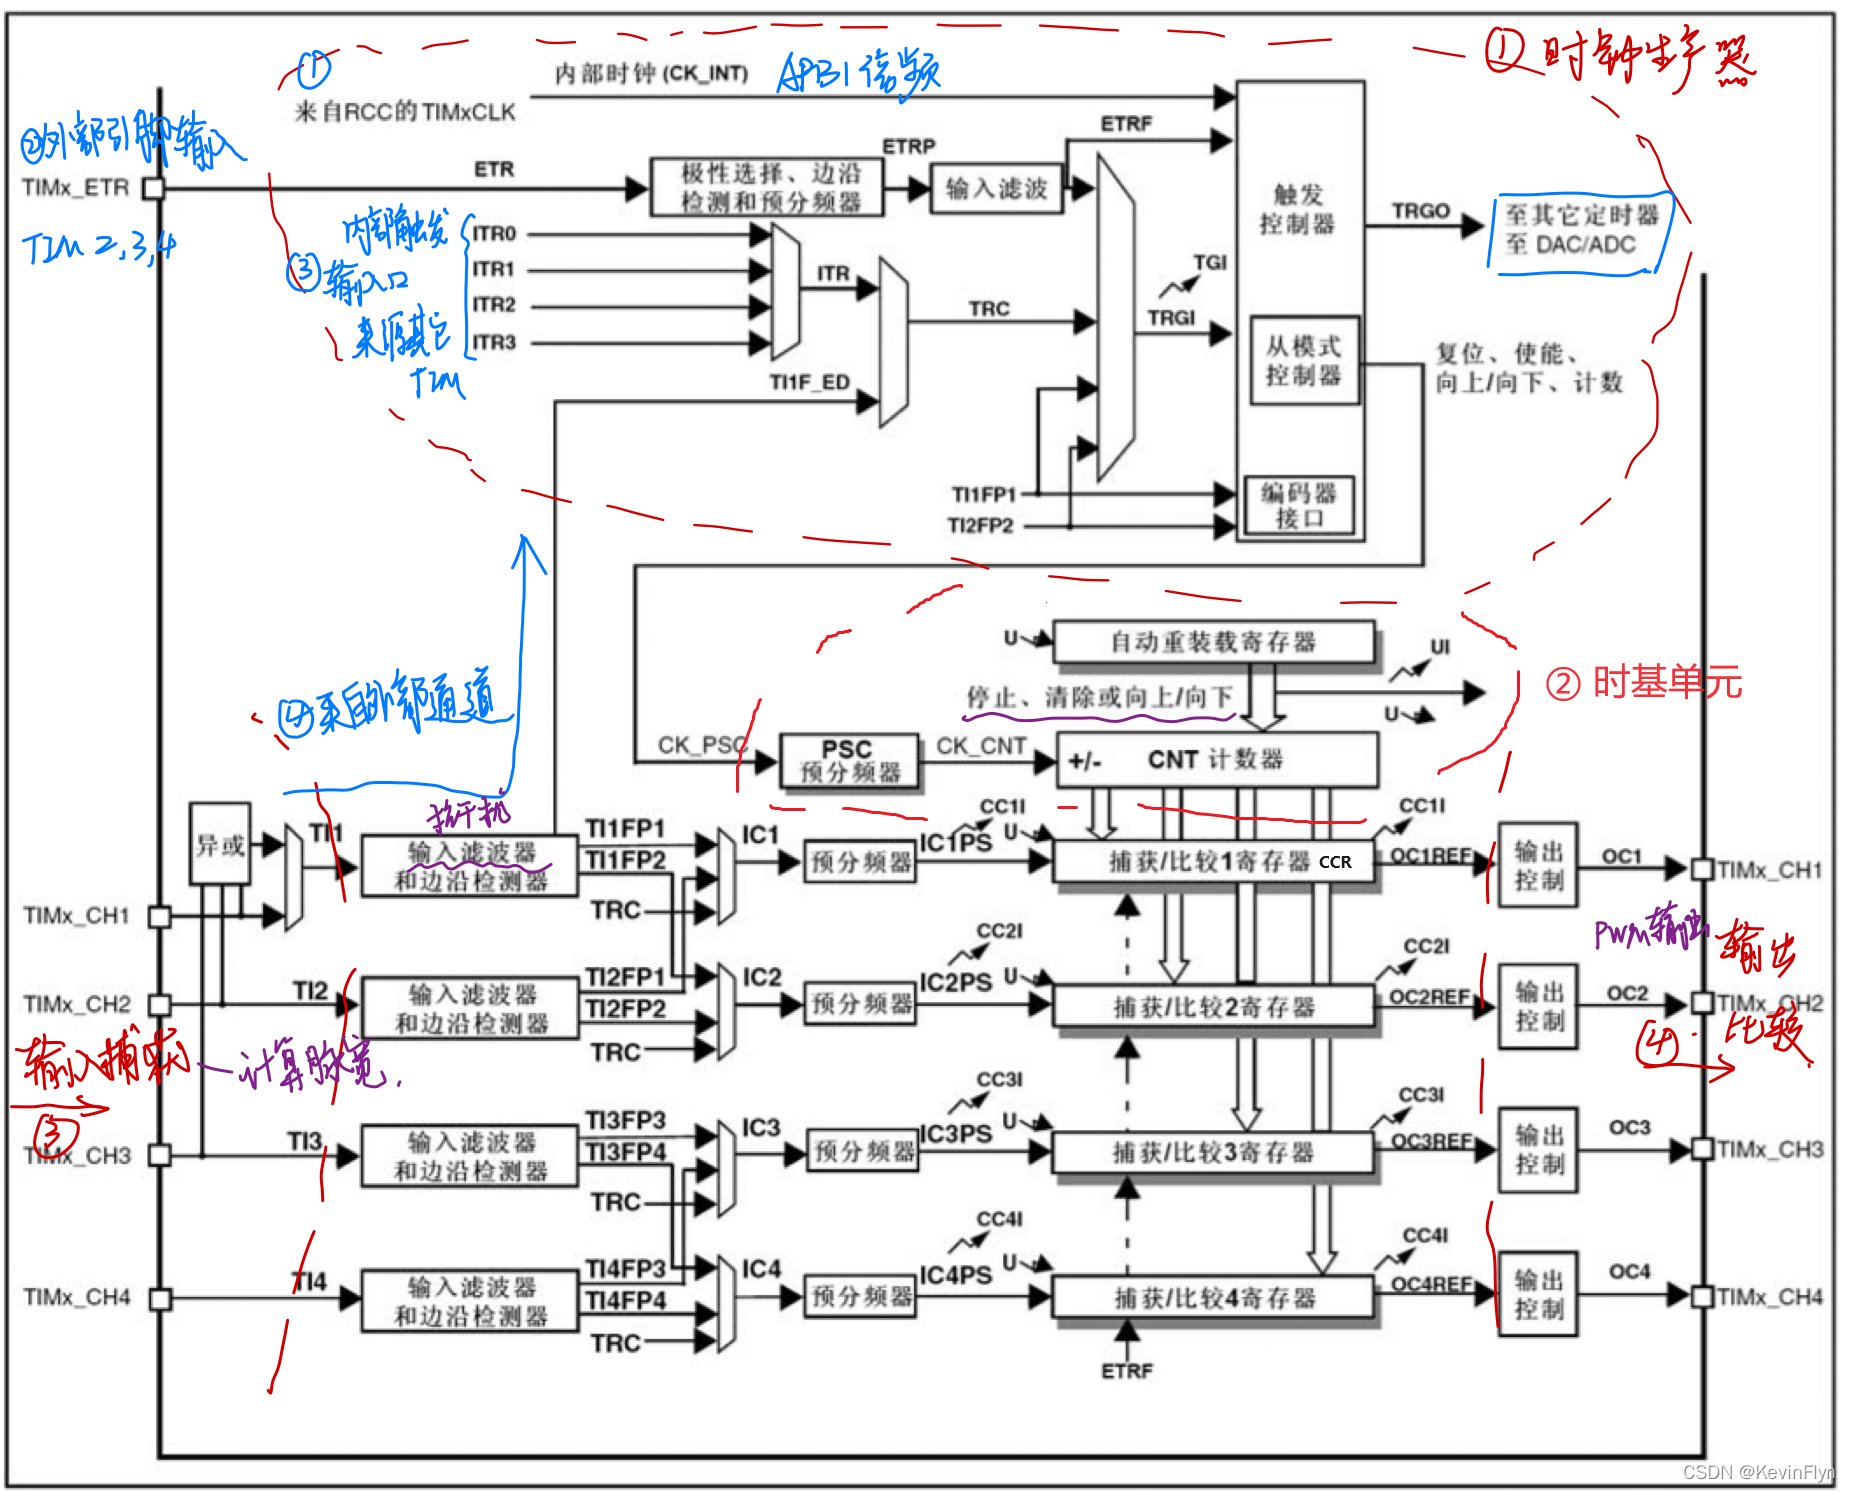 ① 时钟生产器
①
内部时钟 (CK_INT) APB1倍频
来自RCC的TIMxCLK
②外部引脚输入
TIMx_ETR
TIM 2,3,4
ETR
极性选择、边沿
检测和预分频器
ETRP
输入滤波
ETRF
触发
控制器
TRGO
至其它定时器
至 DAC/ADC
③
内部触发
输入口
来源其它
TIM
ITR0
ITR1
ITR2
ITR3
ITR
TI1F_ED
TRC
TGI
TRGI
从模式
控制器
复位、使能、
向上/向下、计数
TI1FP1
TI2FP2
编码器
接口
U
自动重装载寄存器
UI
U
② 时基单元
停止、清除或向上/向下
④来自外部通道
CK_PSC
PSC
预分频器
CK_CNT
+/-
CNT 计数器
抗干扰
异或
TI1
输入滤波器
和边沿检测器
TI1FP1
TI1FP2
TRC
IC1
预分频器
CC1I
IC1PS
U
捕获/比较1寄存器 CCR
CC1I
OC1REF
输出
控制
OC1
TIMx_CH1
TIMx_CH1
PWM输出
TIMx_CH2
TI2
输入滤波器
和边沿检测器
TI2FP1
TI2FP2
TRC
IC2
预分频器
CC2I
IC2PS
U
捕获/比较2寄存器
CC2I
OC2REF
输出
控制
OC2
TIMx_CH2
输出
比较
④
输入捕获
计算脉宽.
③
TIMx_CH3
TI3
输入滤波器
和边沿检测器
TI3FP3
TI3FP4
TRC
IC3
预分频器
CC3I
IC3PS
U
捕获/比较3寄存器
CC3I
OC3REF
输出
控制
OC3
TIMx_CH3
TIMx_CH4
TI4
输入滤波器
和边沿检测器
TI4FP3
TI4FP4
TRC
IC4
预分频器
CC4I
IC4PS
U
捕获/比较4寄存器
CC4I
OC4REF
输出
控制
OC4
TIMx_CH4
ETRF
CSDN @KevinFlyn